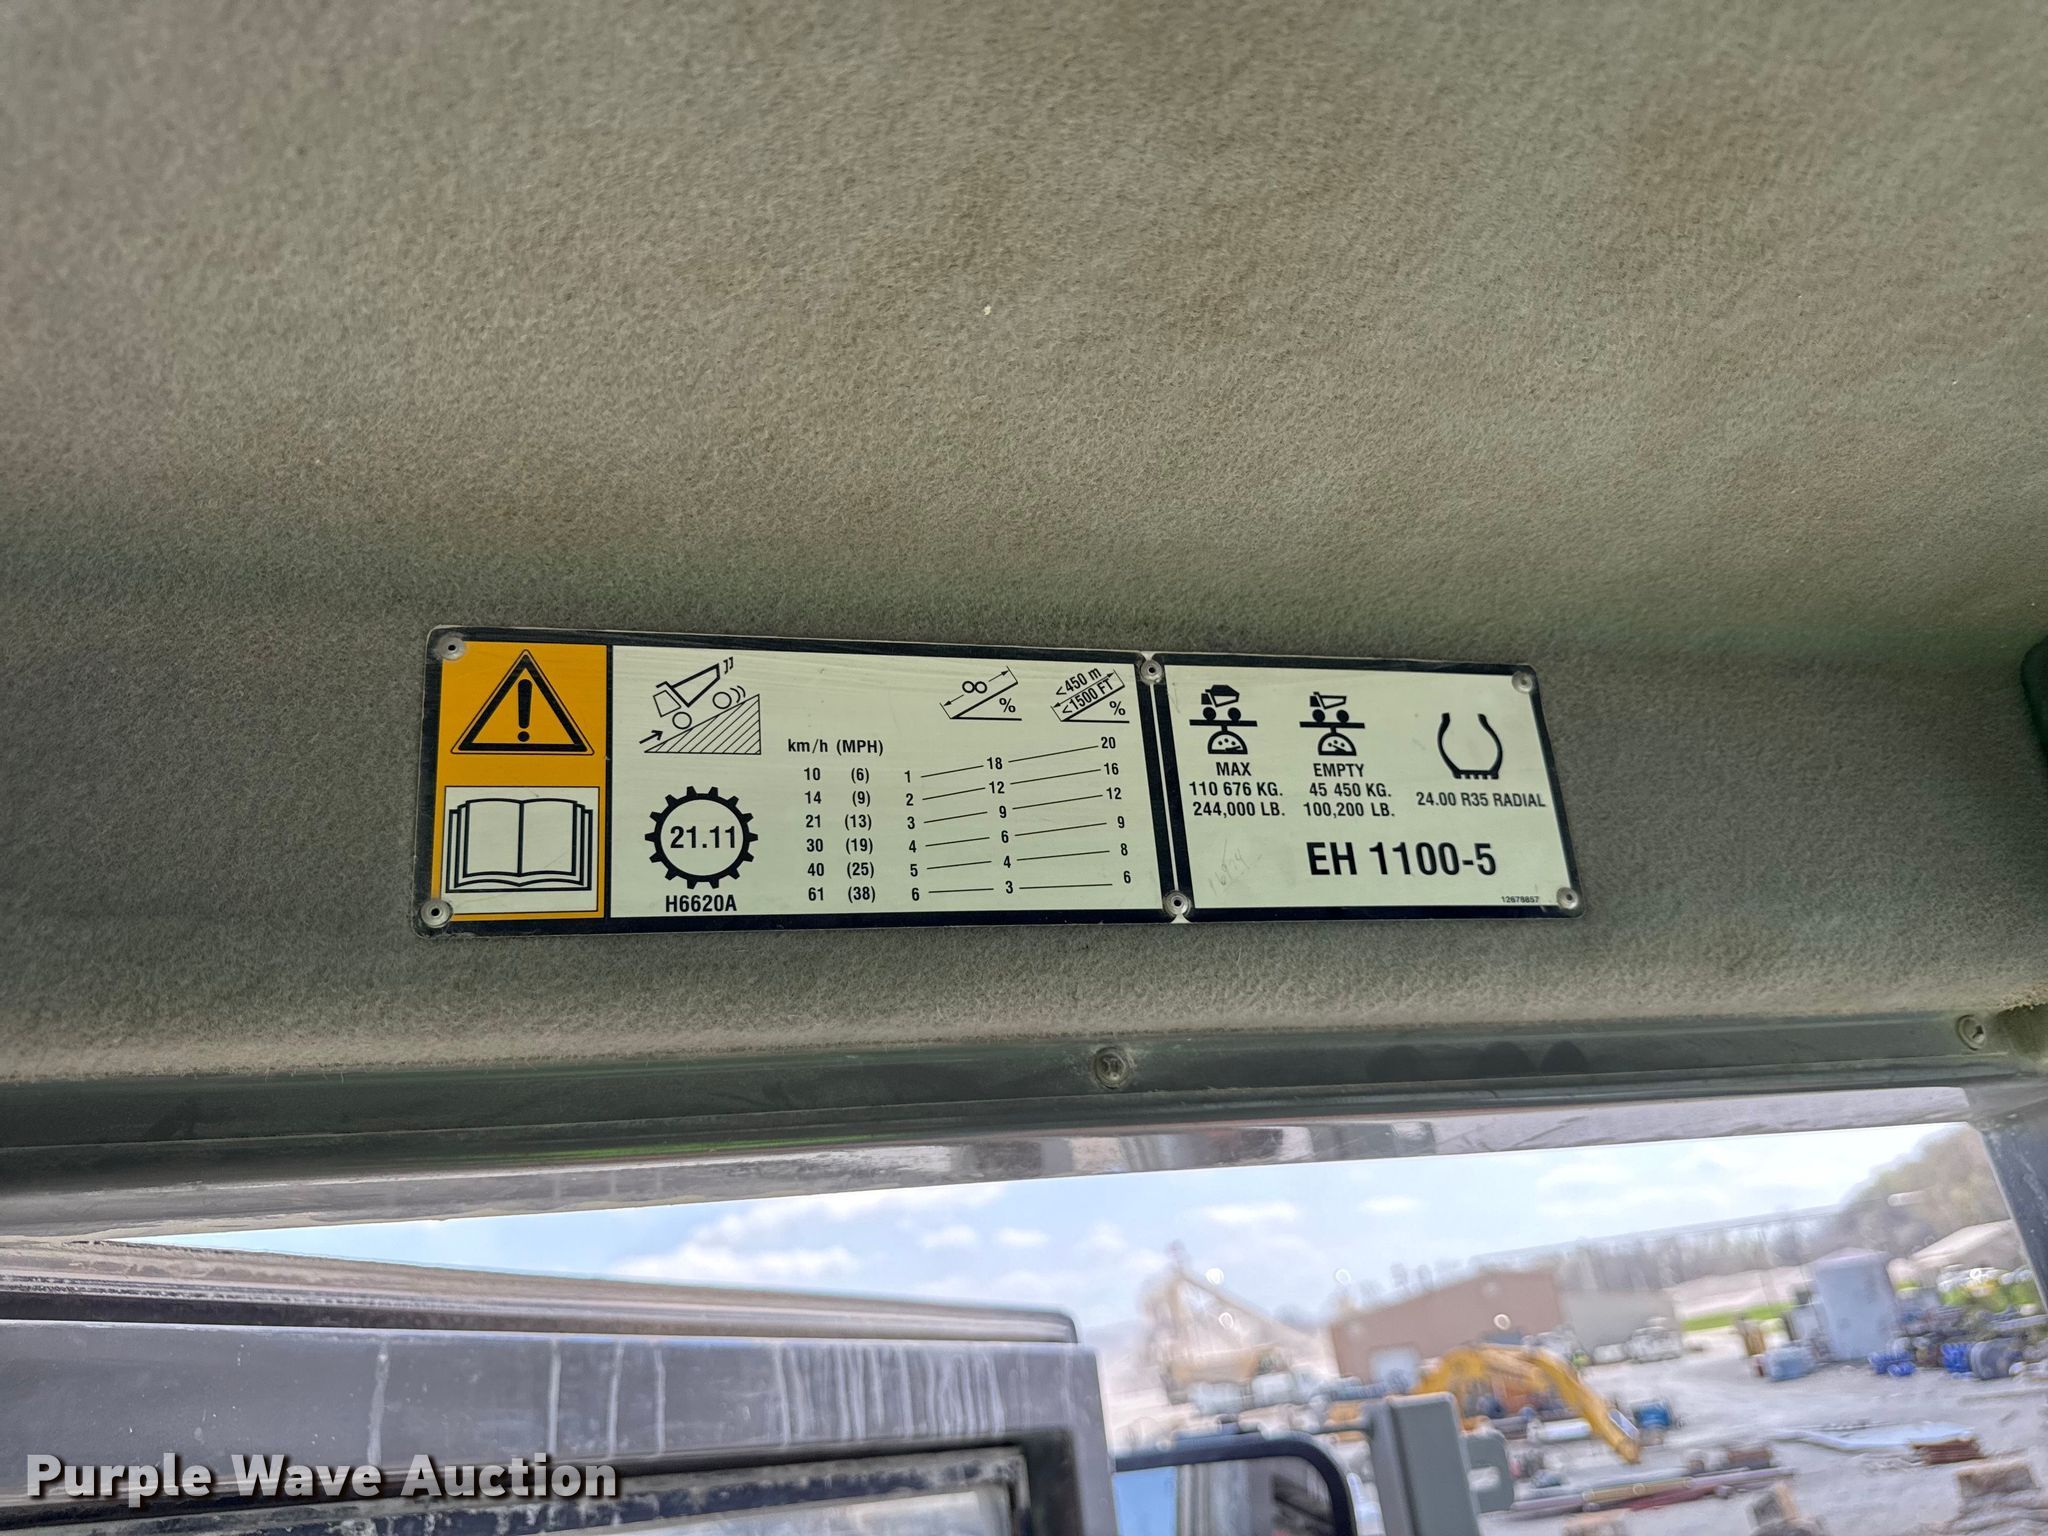 ∞
%
<450 m
<1500 FT
%
km/h (MPH)
10 (6) 1 18 20
14 (9) 2 12 16
21 (13) 3 9 12
30 (19) 4 6 9
40 (25) 5 4 8
61 (38) 6 3 6
21.11
H6620A
MAX
110 676 KG.
244,000 LB.
EMPTY
45 450 KG.
100,200 LB.
24.00 R35 RADIAL
EH 1100-5
12678857
Purple Wave Auction